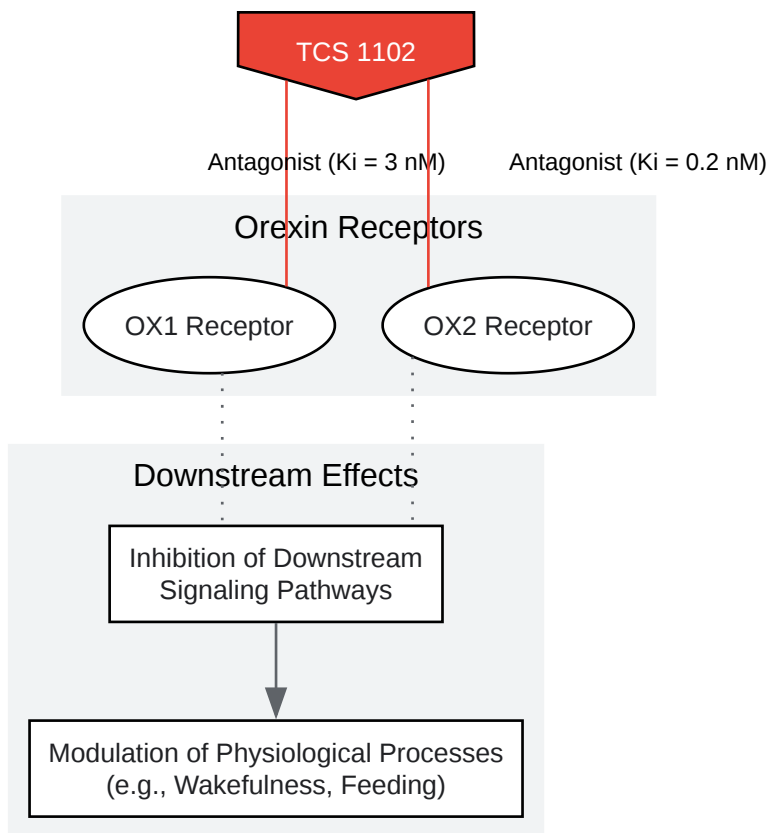 TCS 1102
Antagonist (Ki = 3 nM)
Antagonist (Ki = 0.2 nM)
Orexin Receptors
OX1 Receptor
OX2 Receptor
Downstream Effects
Inhibition of Downstream
Signaling Pathways
Modulation of Physiological Processes
(e.g., Wakefulness, Feeding)